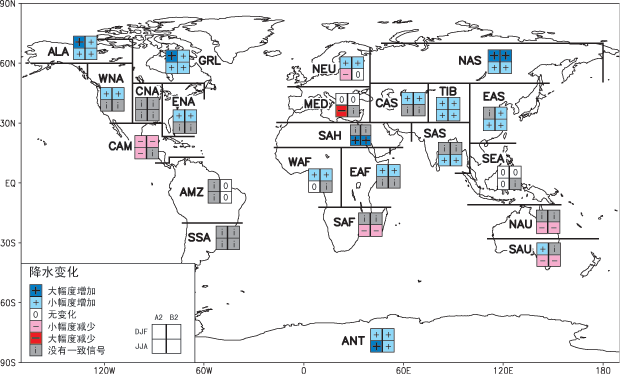 90N
60N
30N
EQ
30S
60S
90S
120W
60W
0
60E
120E
180
ALA
GRL
WNA
CNA
ENA
CAM
AMZ
SSA
NEU
MED
SAH
WAF
EAF
SAF
NAS
CAS
TIB
EAS
SAS
SEA
NAU
SAU
ANT
降水变化
+ 大幅度增加
+ 小幅度增加
0 无变化
− 小幅度减少
− 大幅度减少
i 没有一致信号
A2 B2
DJF
JJA